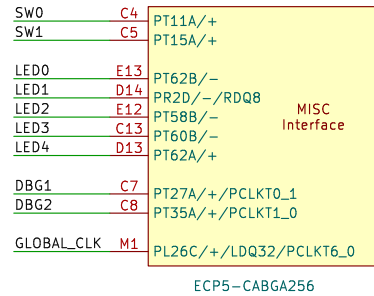 SW0 C4 PT11A/+
SW1 C5 PT15A/+
LED0 E13 PT62B/-
LED1 D14 PR2D/-/RDQ8
LED2 E12 PT58B/-
LED3 C13 PT60B/-
LED4 D13 PT62A/+
MISC
Interface
DBG1 C7 PT27A/+/PCLKT0_1
DBG2 C8 PT35A/+/PCLKT1_0
GLOBAL_CLK M1 PL26C/+/LDQ32/PCLKT6_0
ECP5-CABGA256